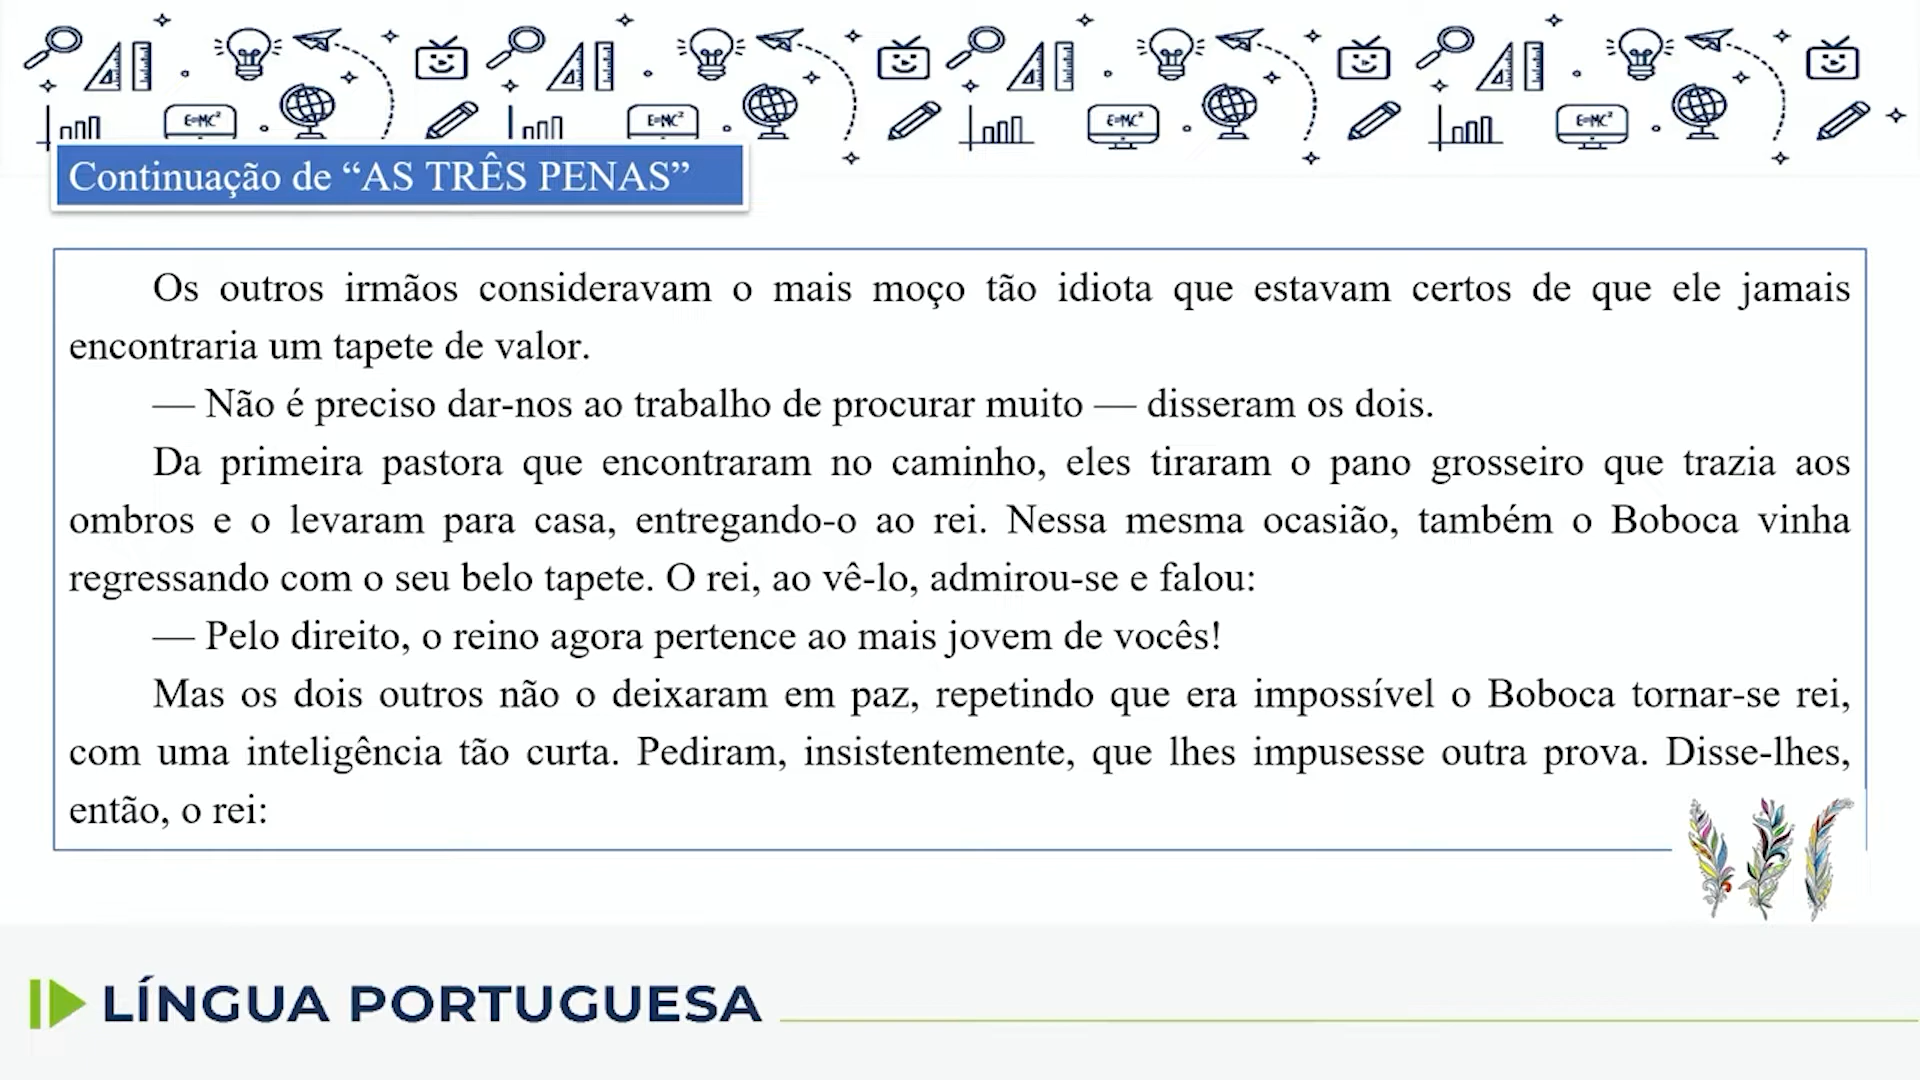 E=MC²
E=MC²
E=MC²
E=MC²
Continuação de “AS TRÊS PENAS”
Os outros irmãos consideravam o mais moço tão idiota que estavam certos de que ele jamais
encontraria um tapete de valor.
— Não é preciso dar-nos ao trabalho de procurar muito — disseram os dois.
Da primeira pastora que encontraram no caminho, eles tiraram o pano grosseiro que trazia aos
ombros e o levaram para casa, entregando-o ao rei. Nessa mesma ocasião, também o Boboca vinha
regressando com o seu belo tapete. O rei, ao vê-lo, admirou-se e falou:
— Pelo direito, o reino agora pertence ao mais jovem de vocês!
Mas os dois outros não o deixaram em paz, repetindo que era impossível o Boboca tornar-se rei,
com uma inteligência tão curta. Pediram, insistentemente, que lhes impusesse outra prova. Disse-lhes,
então, o rei:
LÍNGUA PORTUGUESA